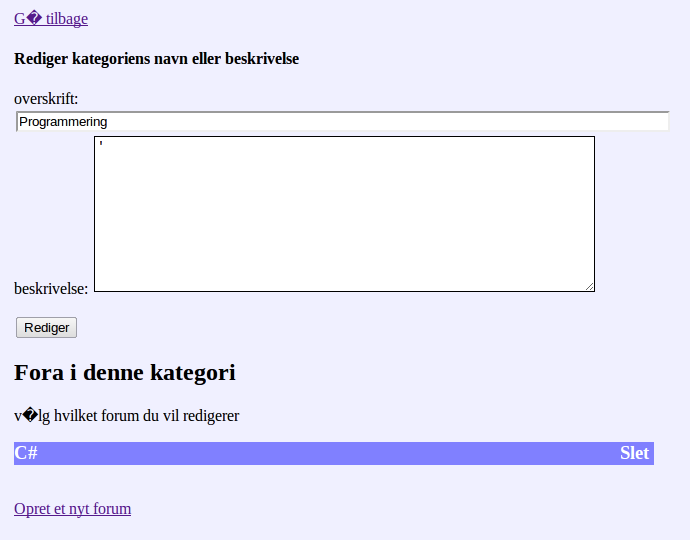 G� tilbage
Rediger kategoriens navn eller beskrivelse
overskrift:
Programmering
'
beskrivelse:
Rediger
Fora i denne kategori
v�lg hvilket forum du vil redigerer
C# Slet
Opret et nyt forum